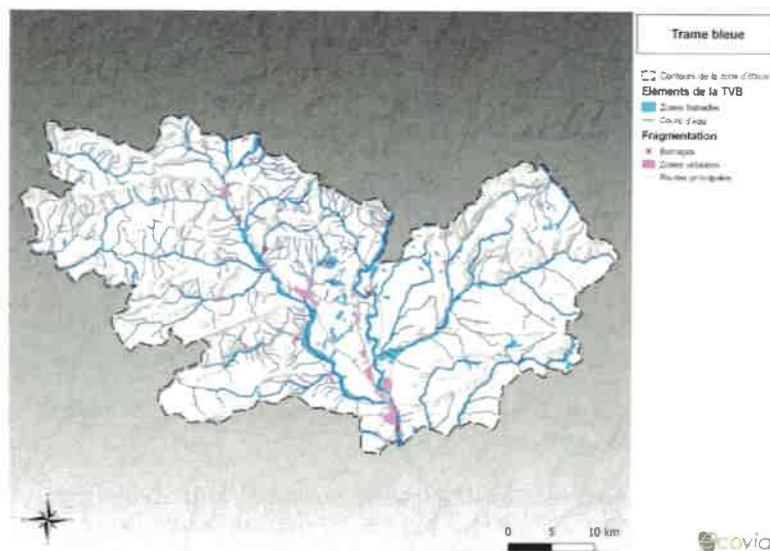 Trame bleue
Contours de la zone d'étude
Eléments de la TVB
Zones humides
Cours d'eau
Fragmentation
Barrages
Zones urbaines
Routes principales
0 5 10 km
ecovia